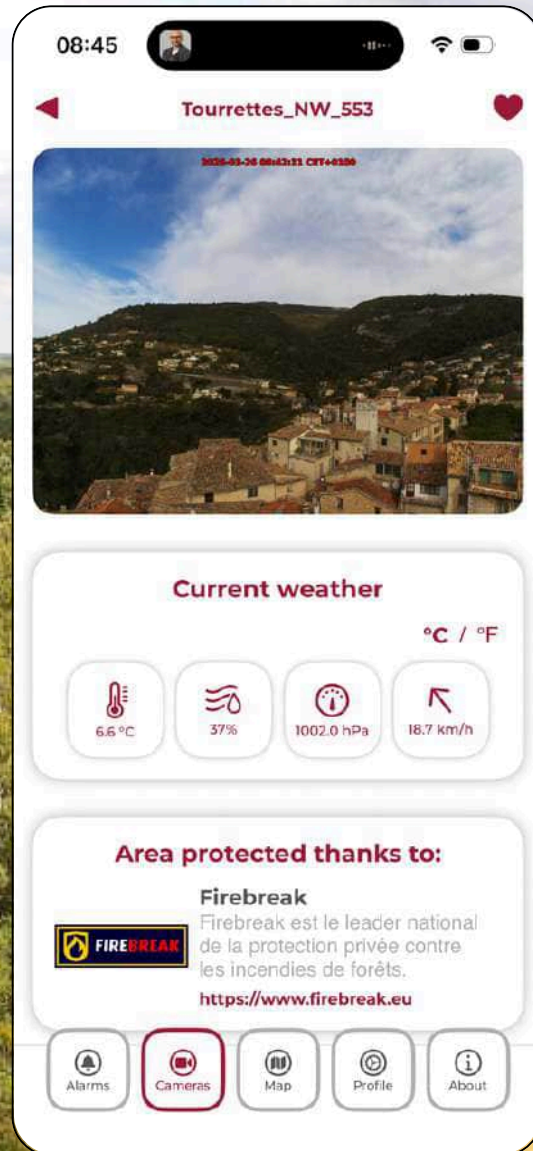 08:45
Tourrettes_NW_553
Current weather
°C / °F
6.6 °C
37%
1002.0 hPa
18.7 km/h
Area protected thanks to:
Firebreak
FIREBREAK
Firebreak est le leader national
de la protection privée contre
les incendies de forêts.
https://www.firebreak.eu
Alarms
Cameras
Map
Profile
About